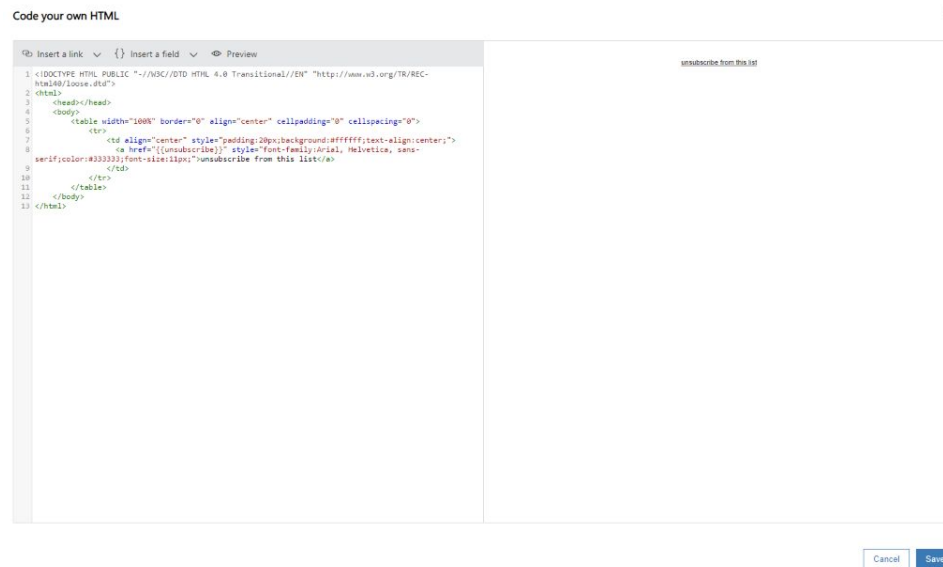 Code your own HTML
Insert a link {} Insert a field Preview
1 <!DOCTYPE HTML PUBLIC "-//W3C//DTD HTML 4.0 Transitional//EN" "http://www.w3.org/TR/REC-
html40/loose.dtd">
2 <html>
3 <head></head>
4 <body>
5 <table width="100%" border="0" align="center" cellpadding="0" cellspacing="0">
6 <tr>
7 <td align="center" style="padding:20px;background:#ffffff;text-align:center;">
8 <a href="{{unsubscribe}}" style="font-family:Arial, Helvetica, sans-
serif;color:#333333;font-size:11px;">unsubscribe from this list</a>
9 </td>
10 </tr>
11 </table>
12 </body>
13 </html>
unsubscribe from this list
Cancel Save